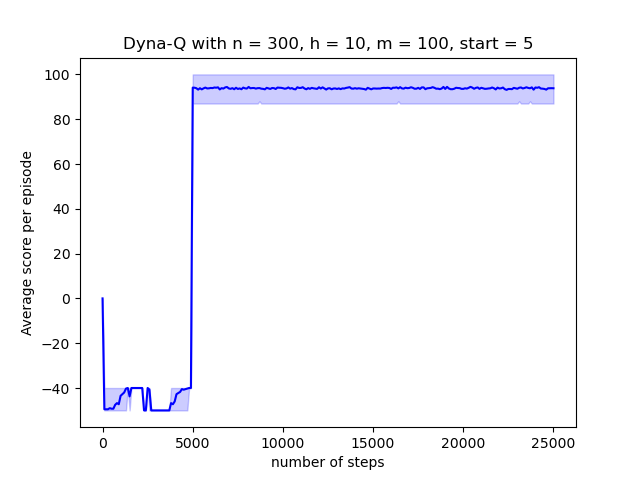 Dyna-Q with n = 300, h = 10, m = 100, start = 5
Average score per episode
100
80
60
40
20
0
−20
−40
0 5000 10000 15000 20000 25000
number of steps